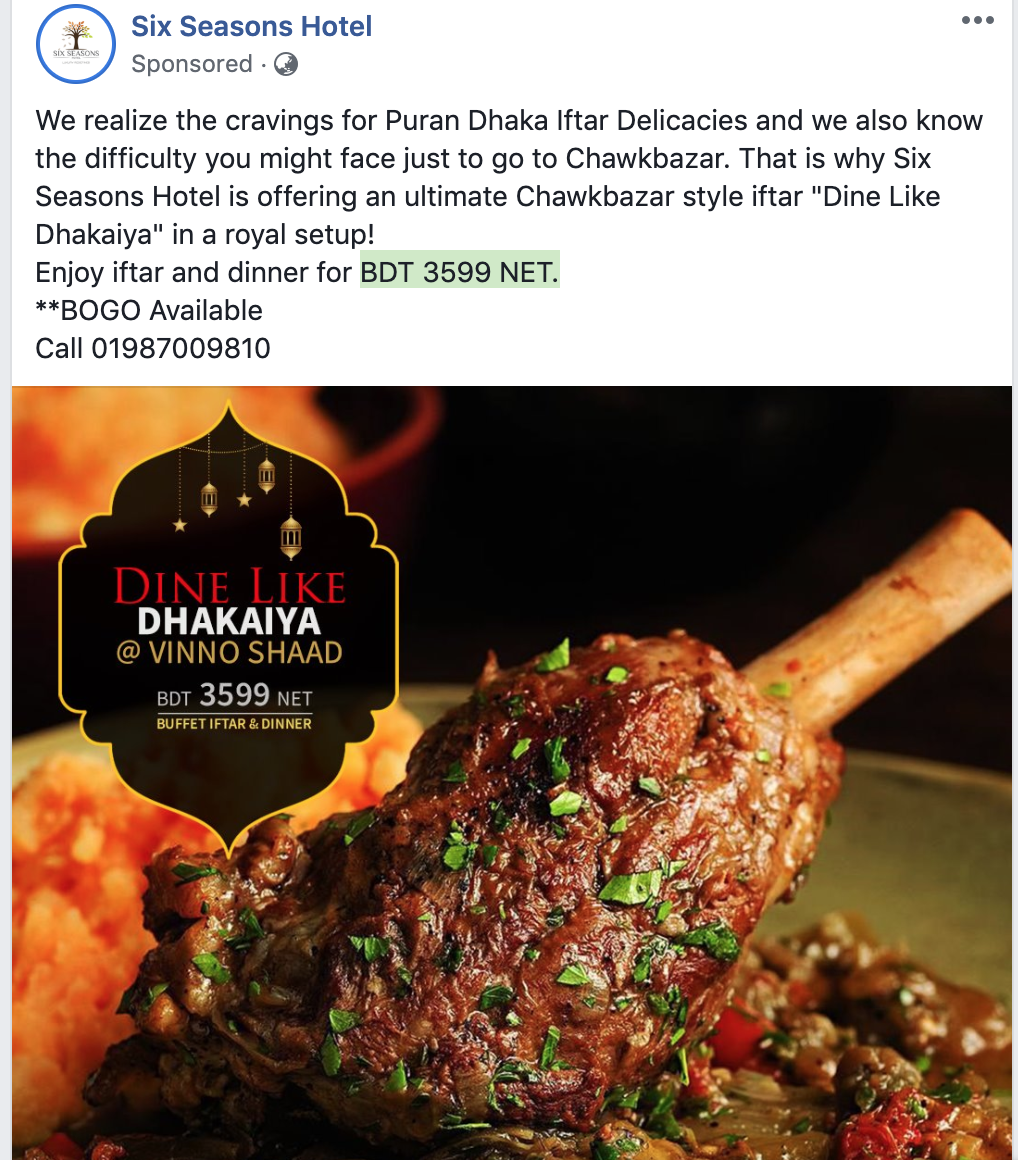 SIX SEASONS
Six Seasons Hotel
Sponsored ·
We realize the cravings for Puran Dhaka Iftar Delicacies and we also know
the difficulty you might face just to go to Chawkbazar. That is why Six
Seasons Hotel is offering an ultimate Chawkbazar style iftar "Dine Like
Dhakaiya" in a royal setup!
Enjoy iftar and dinner for BDT 3599 NET.
**BOGO Available
Call 01987009810
DINE LIKE
DHAKAIYA
@ VINNO SHAAD
BDT 3599 NET
BUFFET IFTAR & DINNER